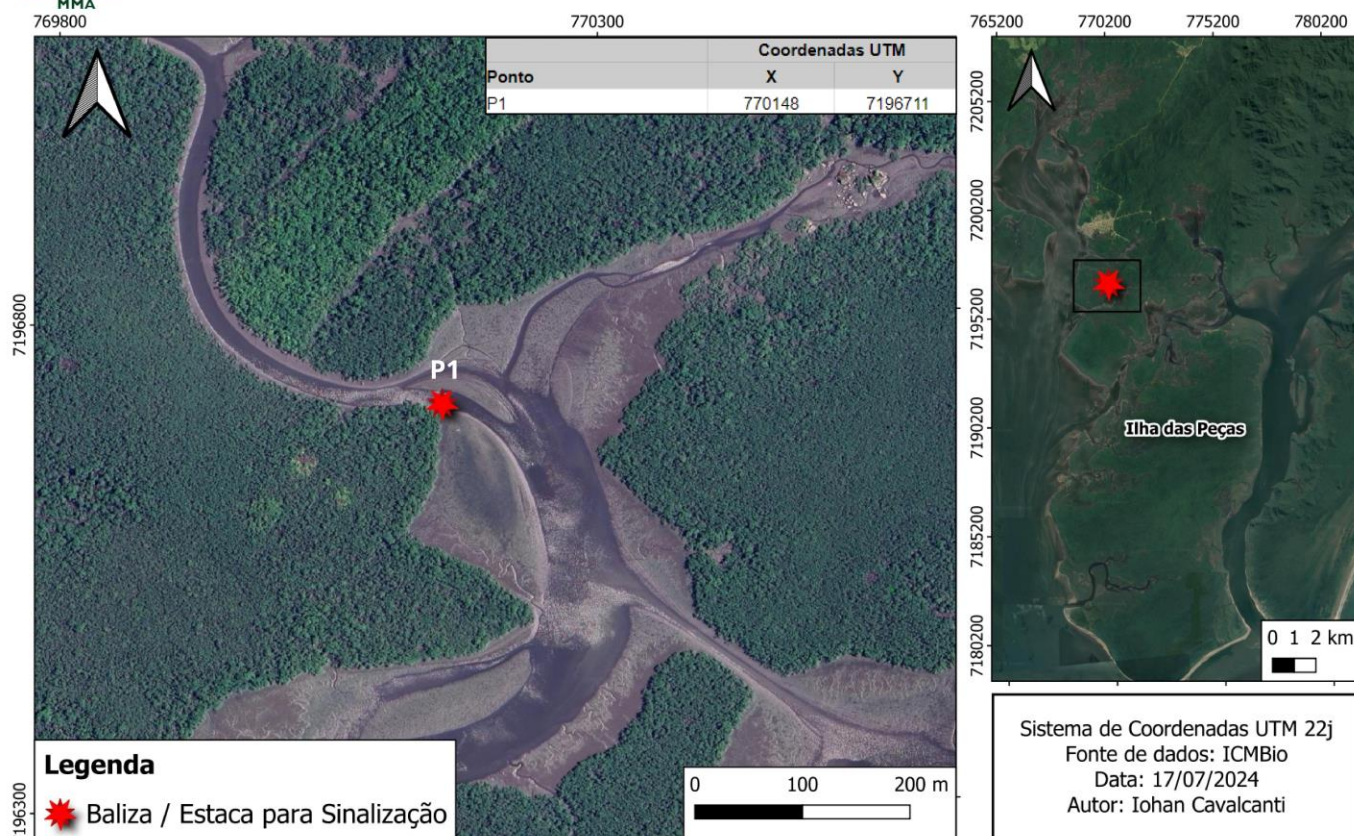 MMA
769800 770300
Coordenadas UTM
Ponto X Y
P1 770148 7196711
7196800
P1
7196300
Legenda
Baliza / Estaca para Sinalização
0 100 200 m
765200 770200 775200 780200
7205200
7200200
7195200
7190200
7185200
7180200
Ilha das Peças
0 1 2 km
Sistema de Coordenadas UTM 22j
Fonte de dados: ICMBio
Data: 17/07/2024
Autor: Iohan Cavalcanti